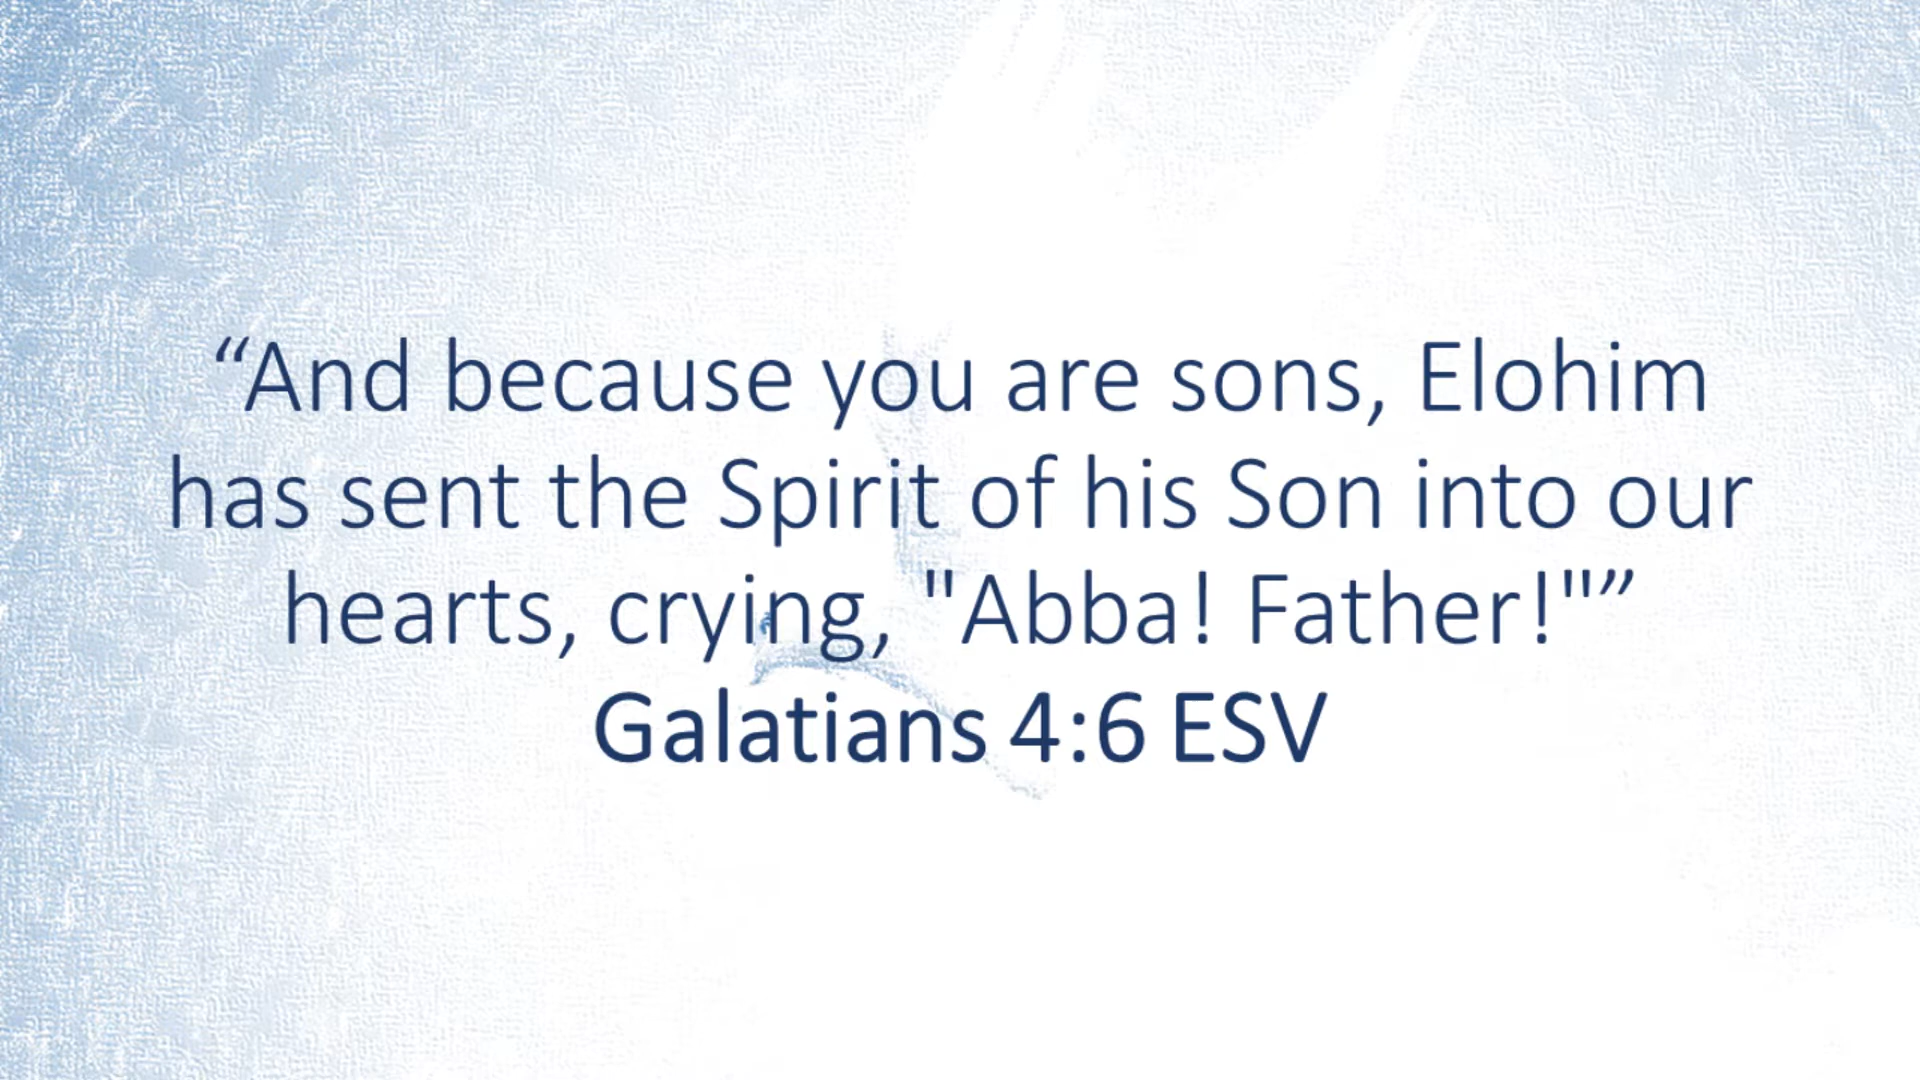 “And because you are sons, Elohim
has sent the Spirit of his Son into our
hearts, crying, "Abba! Father!"”
Galatians 4:6 ESV